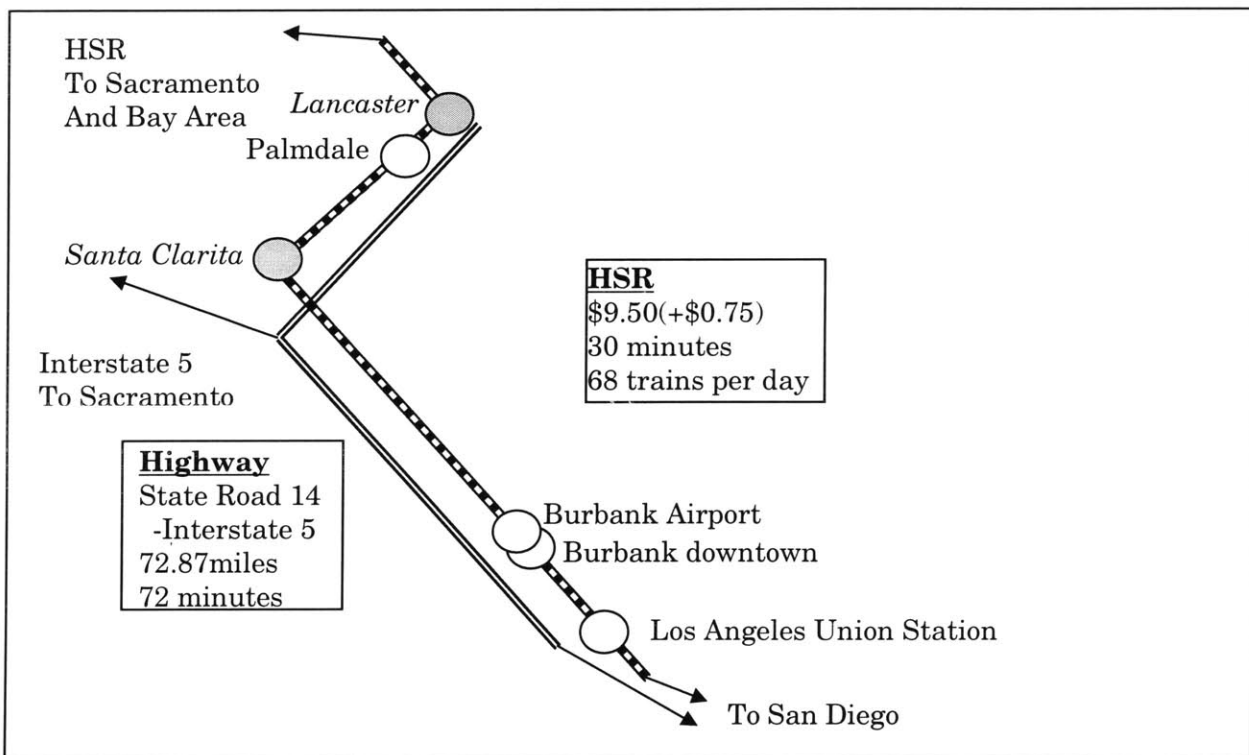 HSR
To Sacramento
And Bay Area
Lancaster
Palmdale
Santa Clarita
Interstate 5
To Sacramento
HSR
$9.50(+$0.75)
30 minutes
68 trains per day
Highway
State Road 14
-Interstate 5
72.87miles
72 minutes
Burbank Airport
Burbank downtown
Los Angeles Union Station
To San Diego